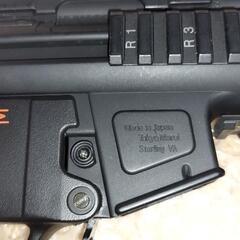 R1 R3
Made in Japan
Tokyo Marui
Sterling VA